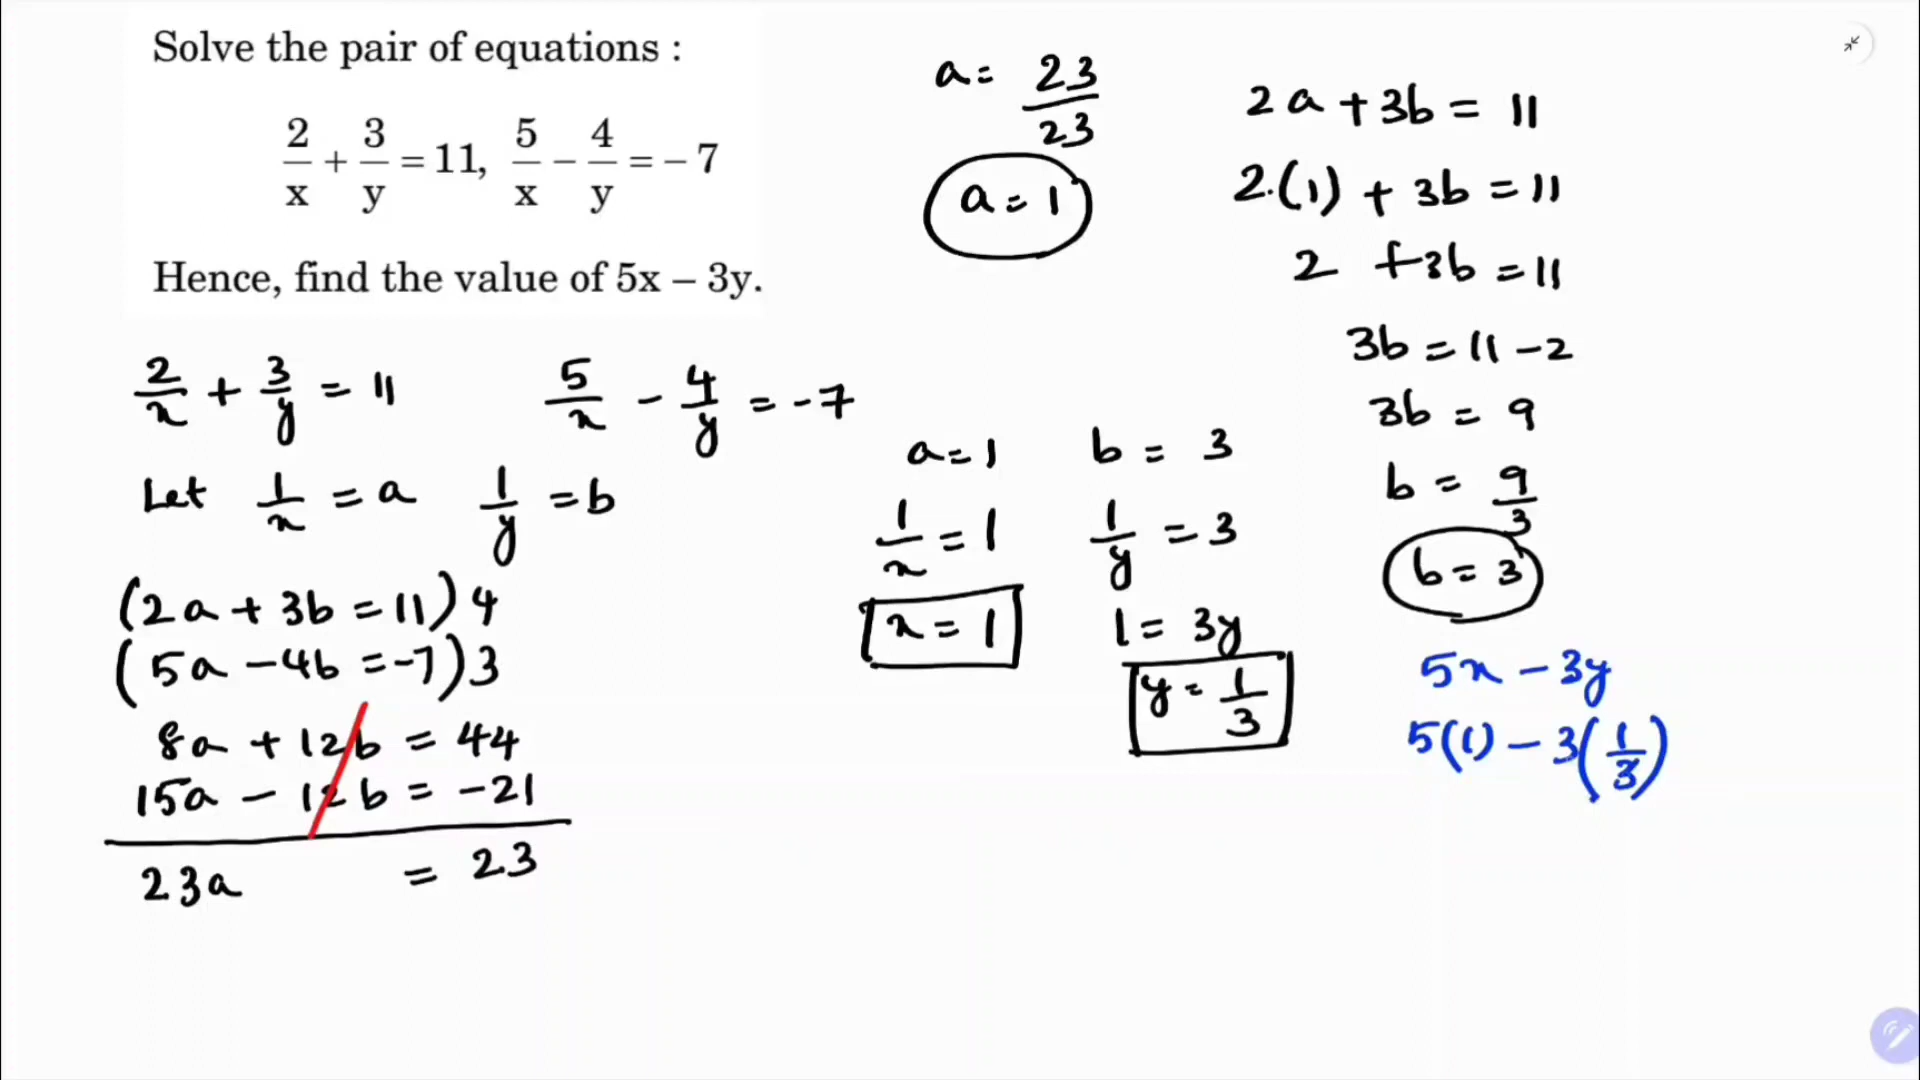 Solve the pair of equations :
2/x + 3/y = 11, 5/x − 4/y = − 7
Hence, find the value of 5x – 3y.
2/x + 3/y = 11    5/x - 4/y = -7
Let 1/x = a    1/y = b
(2a + 3b = 11) 4
(5a - 4b = -7) 3
8a + 12b = 44
15a - 12b = -21
23a = 23
a = 23/23
a = 1
2a + 3b = 11
2.(1) + 3b = 11
2 + 3b = 11
3b = 11 - 2
3b = 9
b = 9/3
b = 3
a = 1    b = 3
1/x = 1    1/y = 3
x = 1    1 = 3y
y = 1/3
5x - 3y
5(1) - 3(1/3)